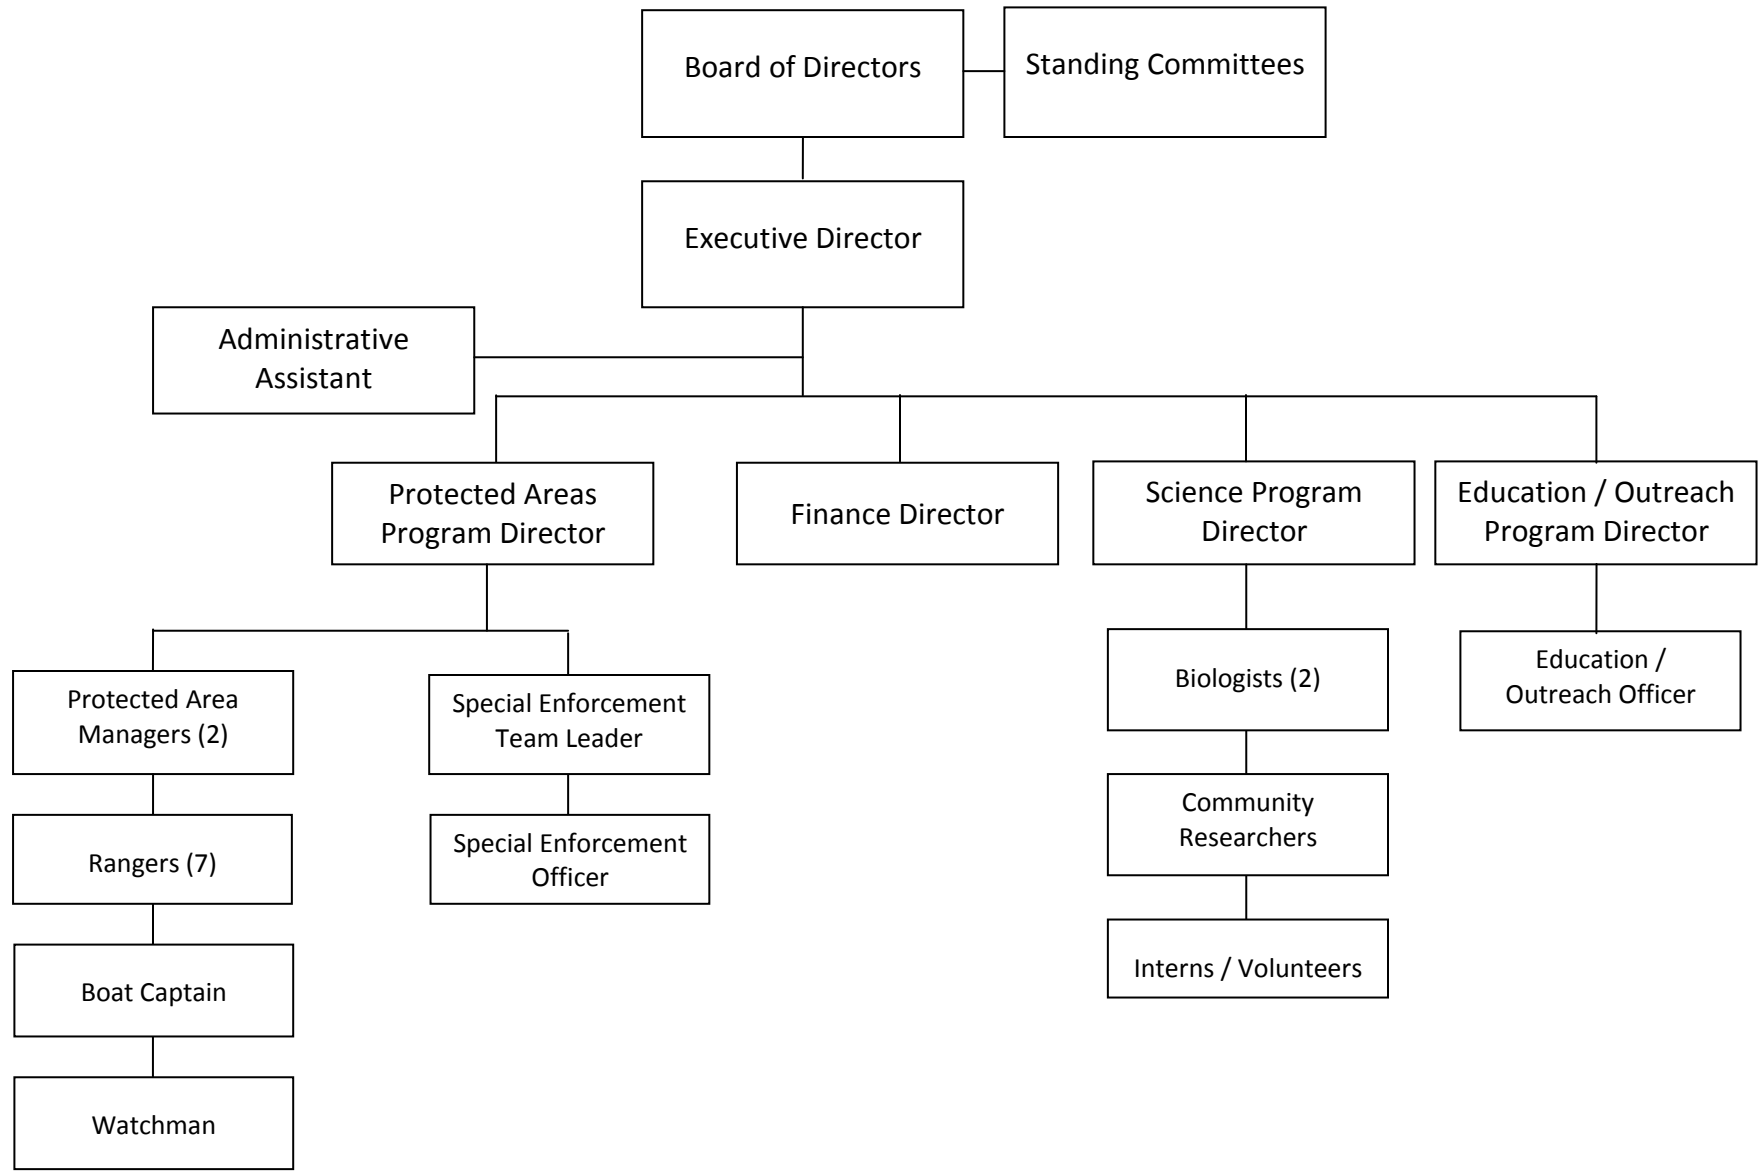 Board of Directors
Standing Committees
Executive Director
Administrative
Assistant
Protected Areas
Program Director
Finance Director
Science Program
Director
Education / Outreach
Program Director
Protected Area
Managers (2)
Special Enforcement
Team Leader
Biologists (2)
Education /
Outreach Officer
Rangers (7)
Special Enforcement
Officer
Community
Researchers
Boat Captain
Interns / Volunteers
Watchman